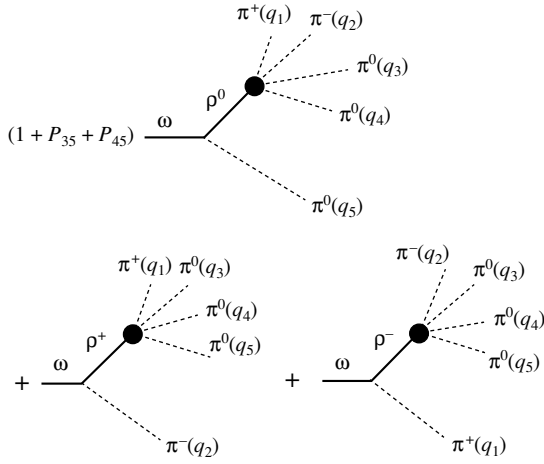 π⁺(q₁) π⁻(q₂)
π⁰(q₃)
ρ⁰
π⁰(q₄)
(1 + P₃₅ + P₄₅) ω
π⁰(q₅)
π⁺(q₁) π⁰(q₃)
π⁰(q₄)
ρ⁺
π⁰(q₅)
+ ω
π⁻(q₂)
π⁻(q₂)
π⁰(q₃)
π⁰(q₄)
ρ⁻
π⁰(q₅)
+ ω
π⁺(q₁)